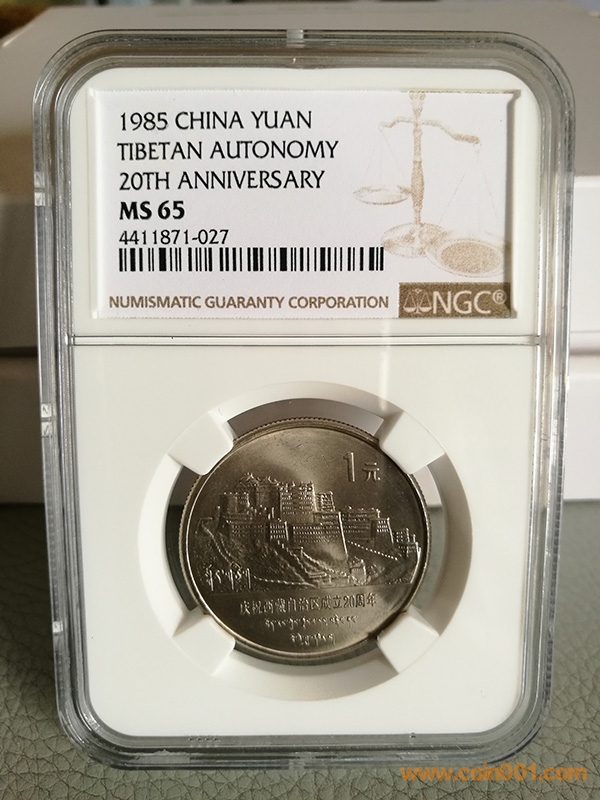 1985 CHINA YUAN
TIBETAN AUTONOMY
20TH ANNIVERSARY
MS 65
4411871-027
NUMISMATIC GUARANTY CORPORATION NGC®
1元
庆祝西藏自治区成立20周年
www.coin001.com